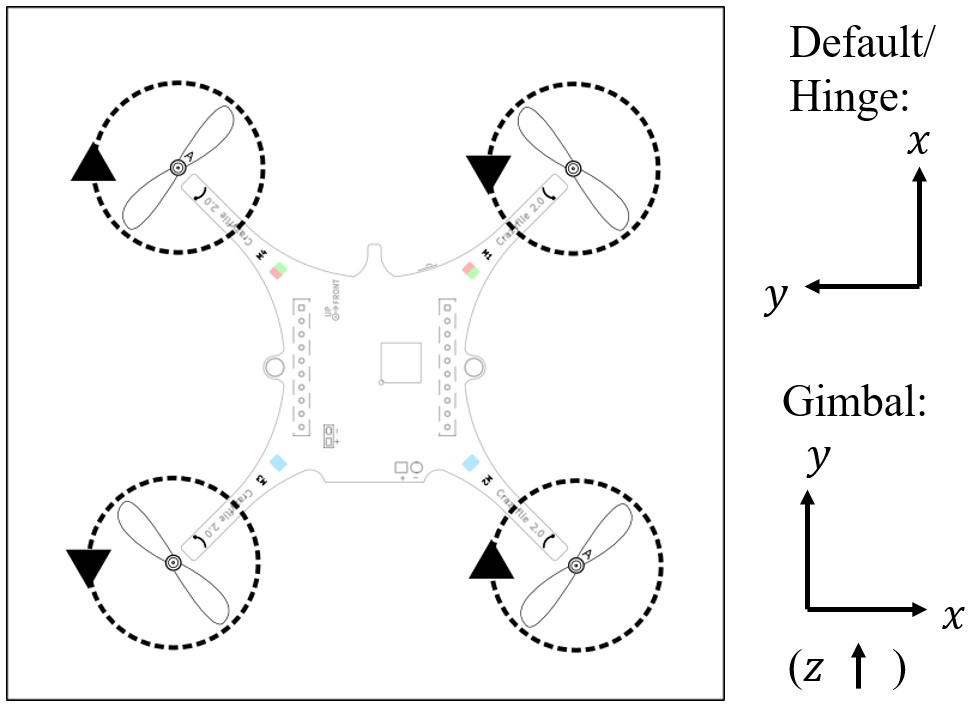 Default/
Hinge:
x
y
Gimbal:
y
x
(z ↑ )
A
M4
Crazyflie 2.0
M1
Crazyflie 2.0
UP
FRONT
M3
Crazyflie 2.0
M2
Crazyflie 2.0
A
- +
+ -